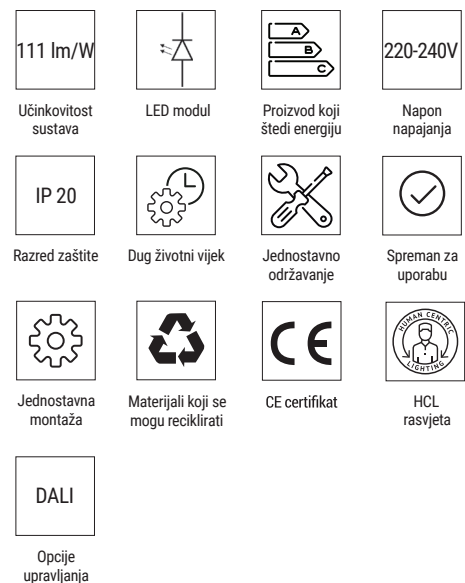 111 lm/W
Učinkovitost
sustava
LED modul
A
B
C
Proizvod koji
štedi energiju
220-240V
Napon
napajanja
IP 20
Razred zaštite
Dug životni vijek
Jednostavno
održavanje
Spreman za
uporabu
Jednostavna
montaža
Materijali koji se
mogu reciklirati
CE
CE certifikat
HUMAN CENTRIC
LIGHTING
HCL
rasvjeta
DALI
Opcije
upravljanja